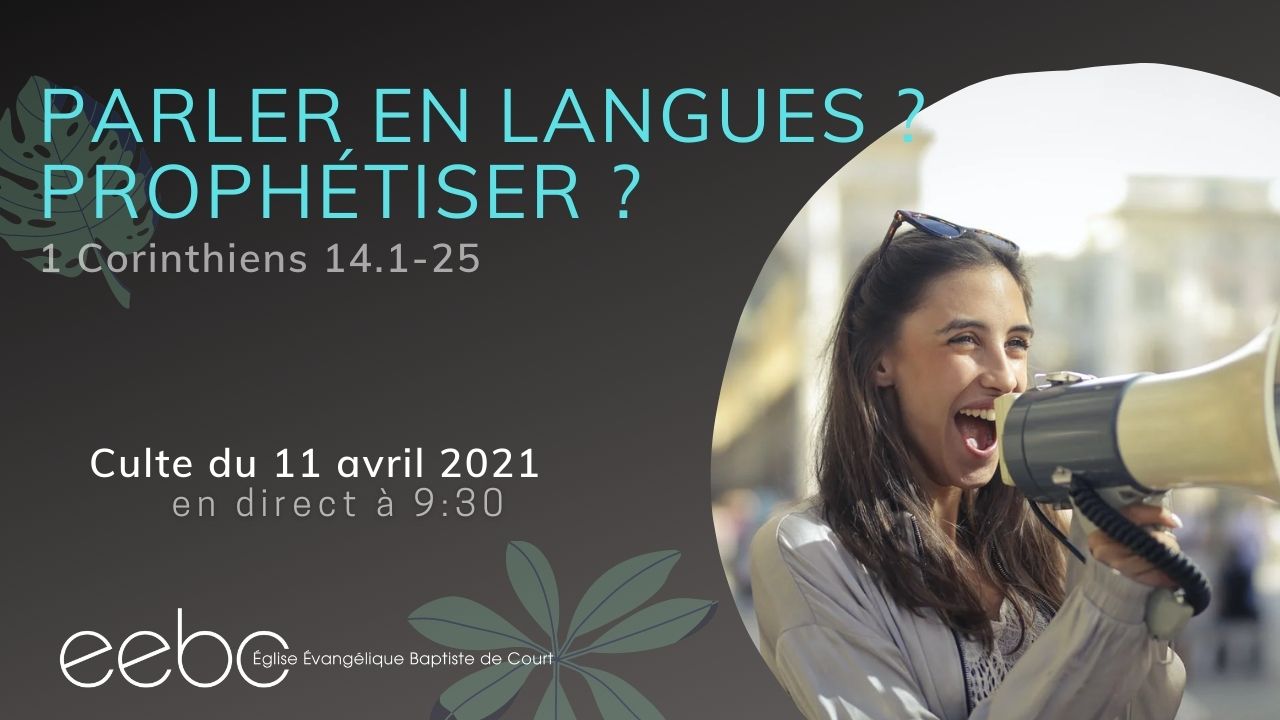 PARLER EN LANGUES ?
PROPHÉTISER ?
1 Corinthiens 14.1-25
Culte du 11 avril 2021
en direct à 9:30
eebc
Église Évangélique Baptiste de Court